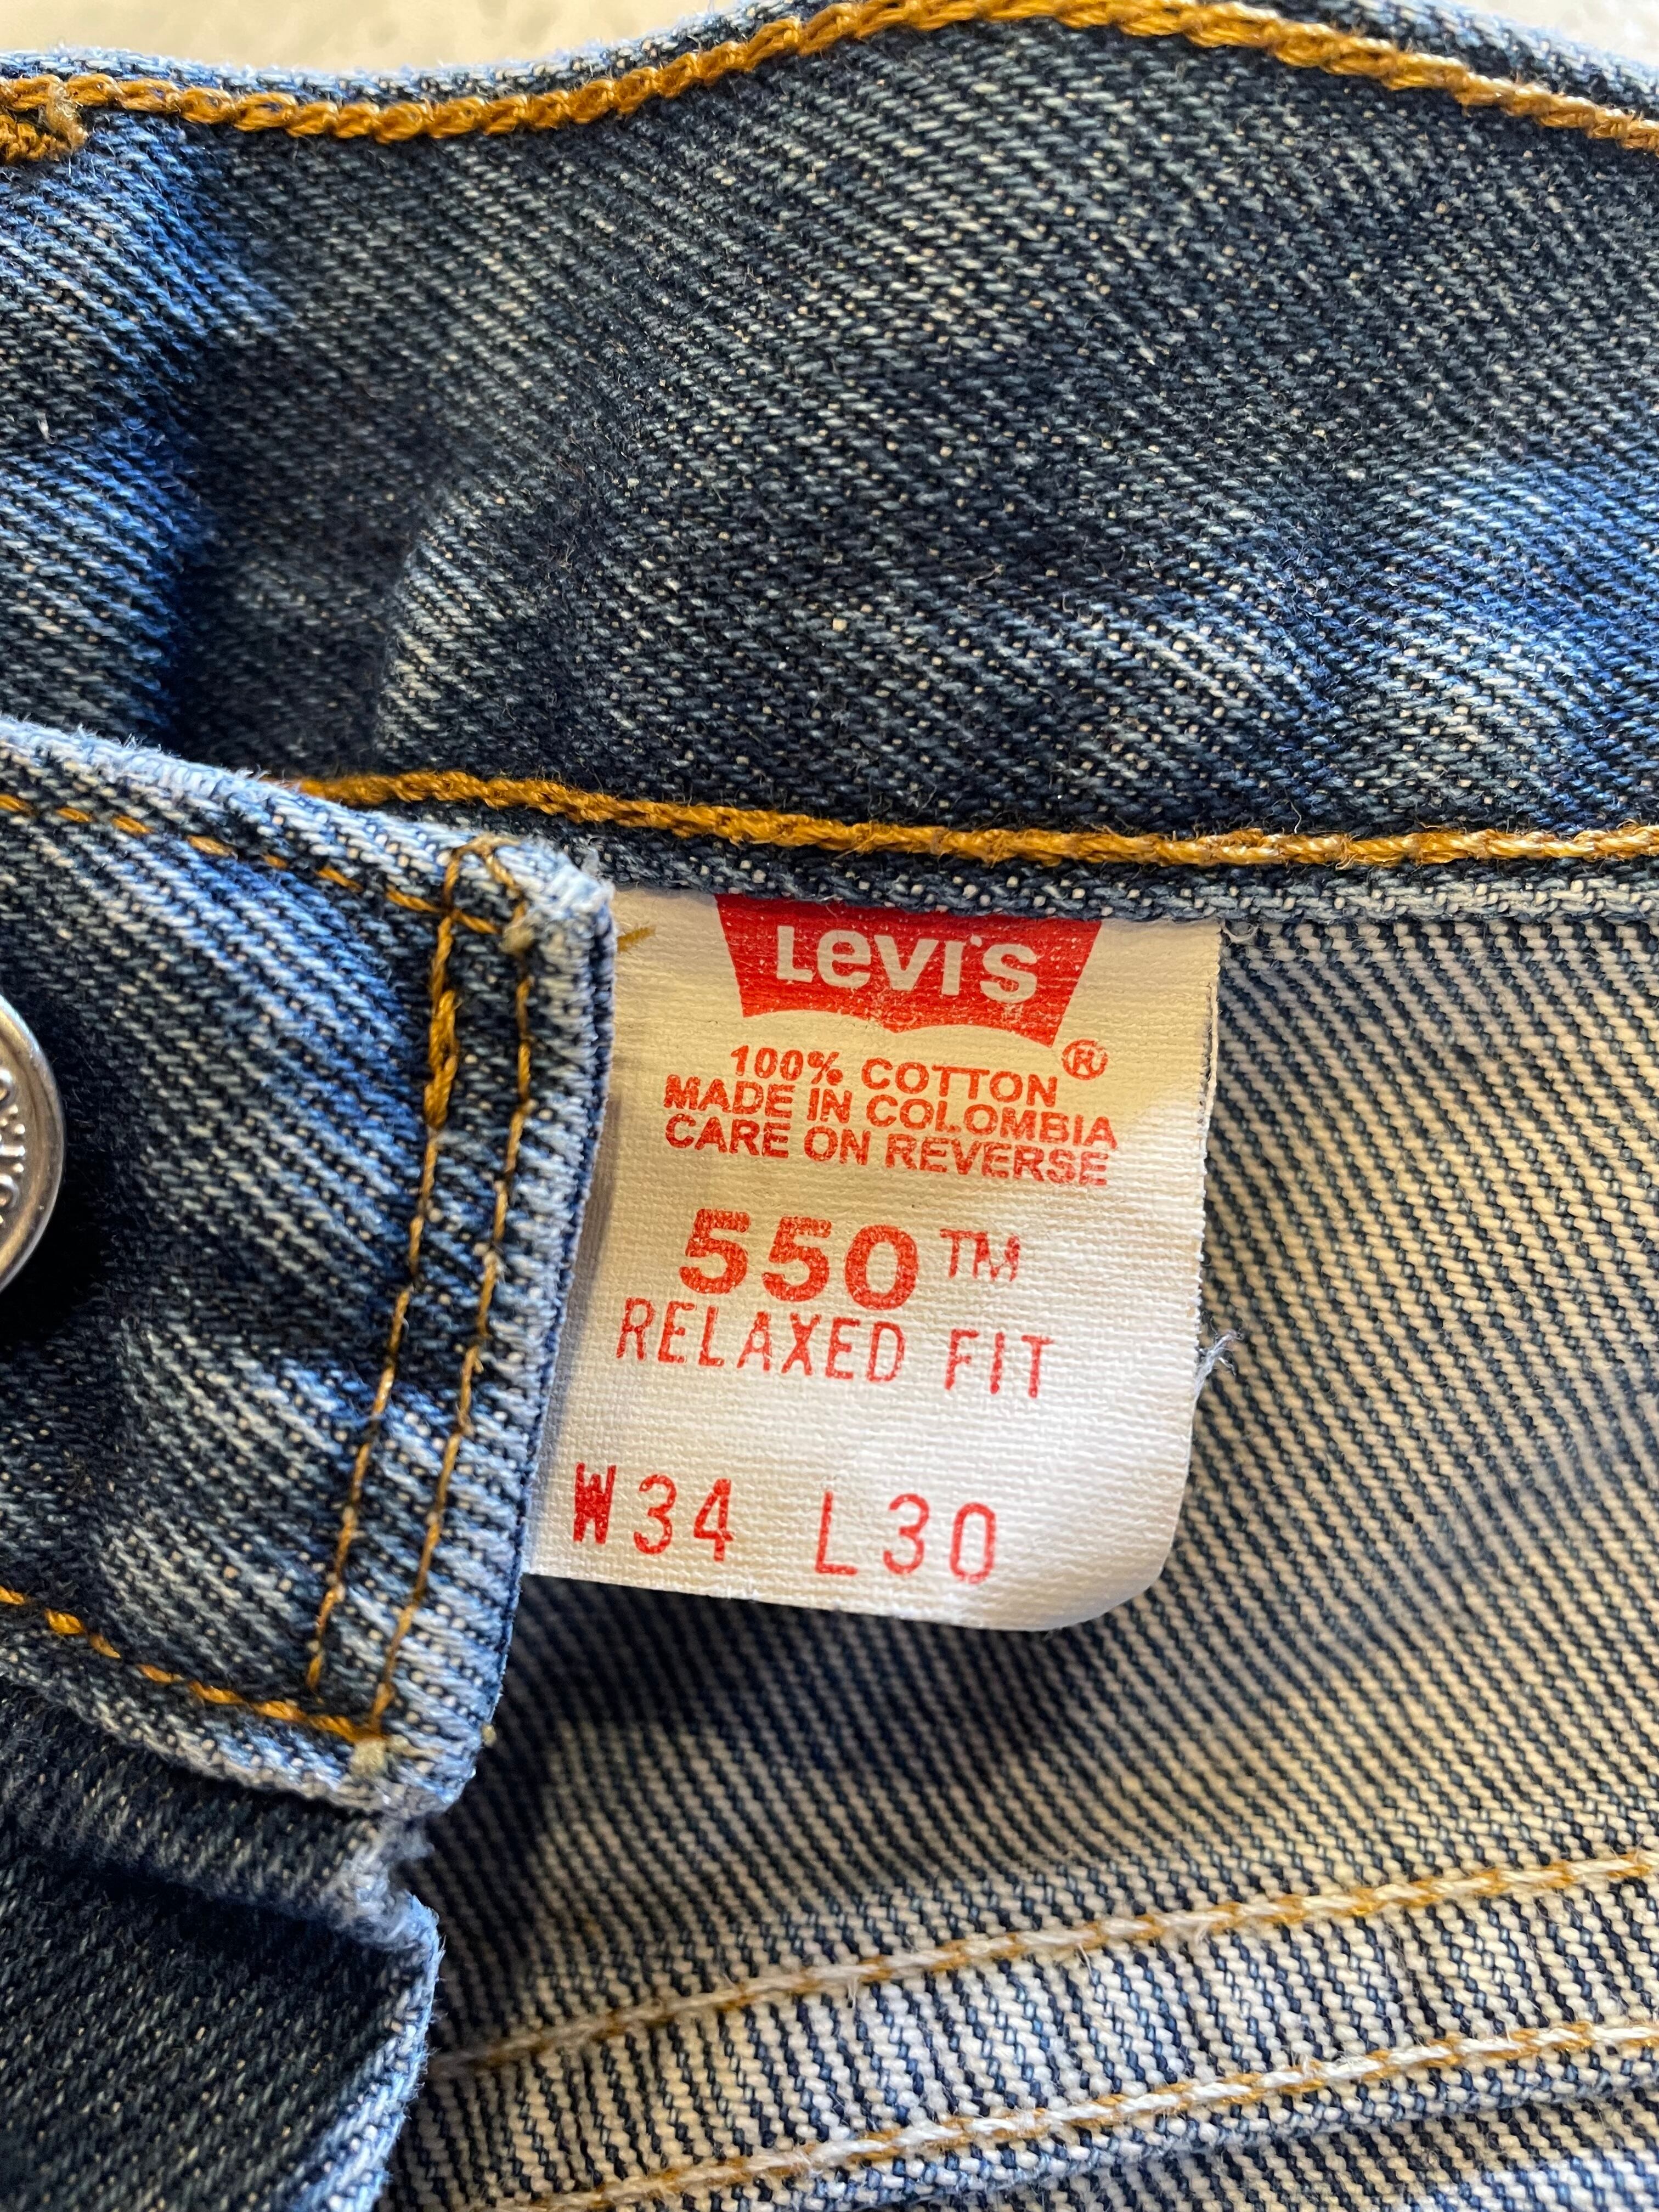 Levi's
®
100% COTTON
MADE IN COLOMBIA
CARE ON REVERSE
550™
RELAXED FIT
W34 L30